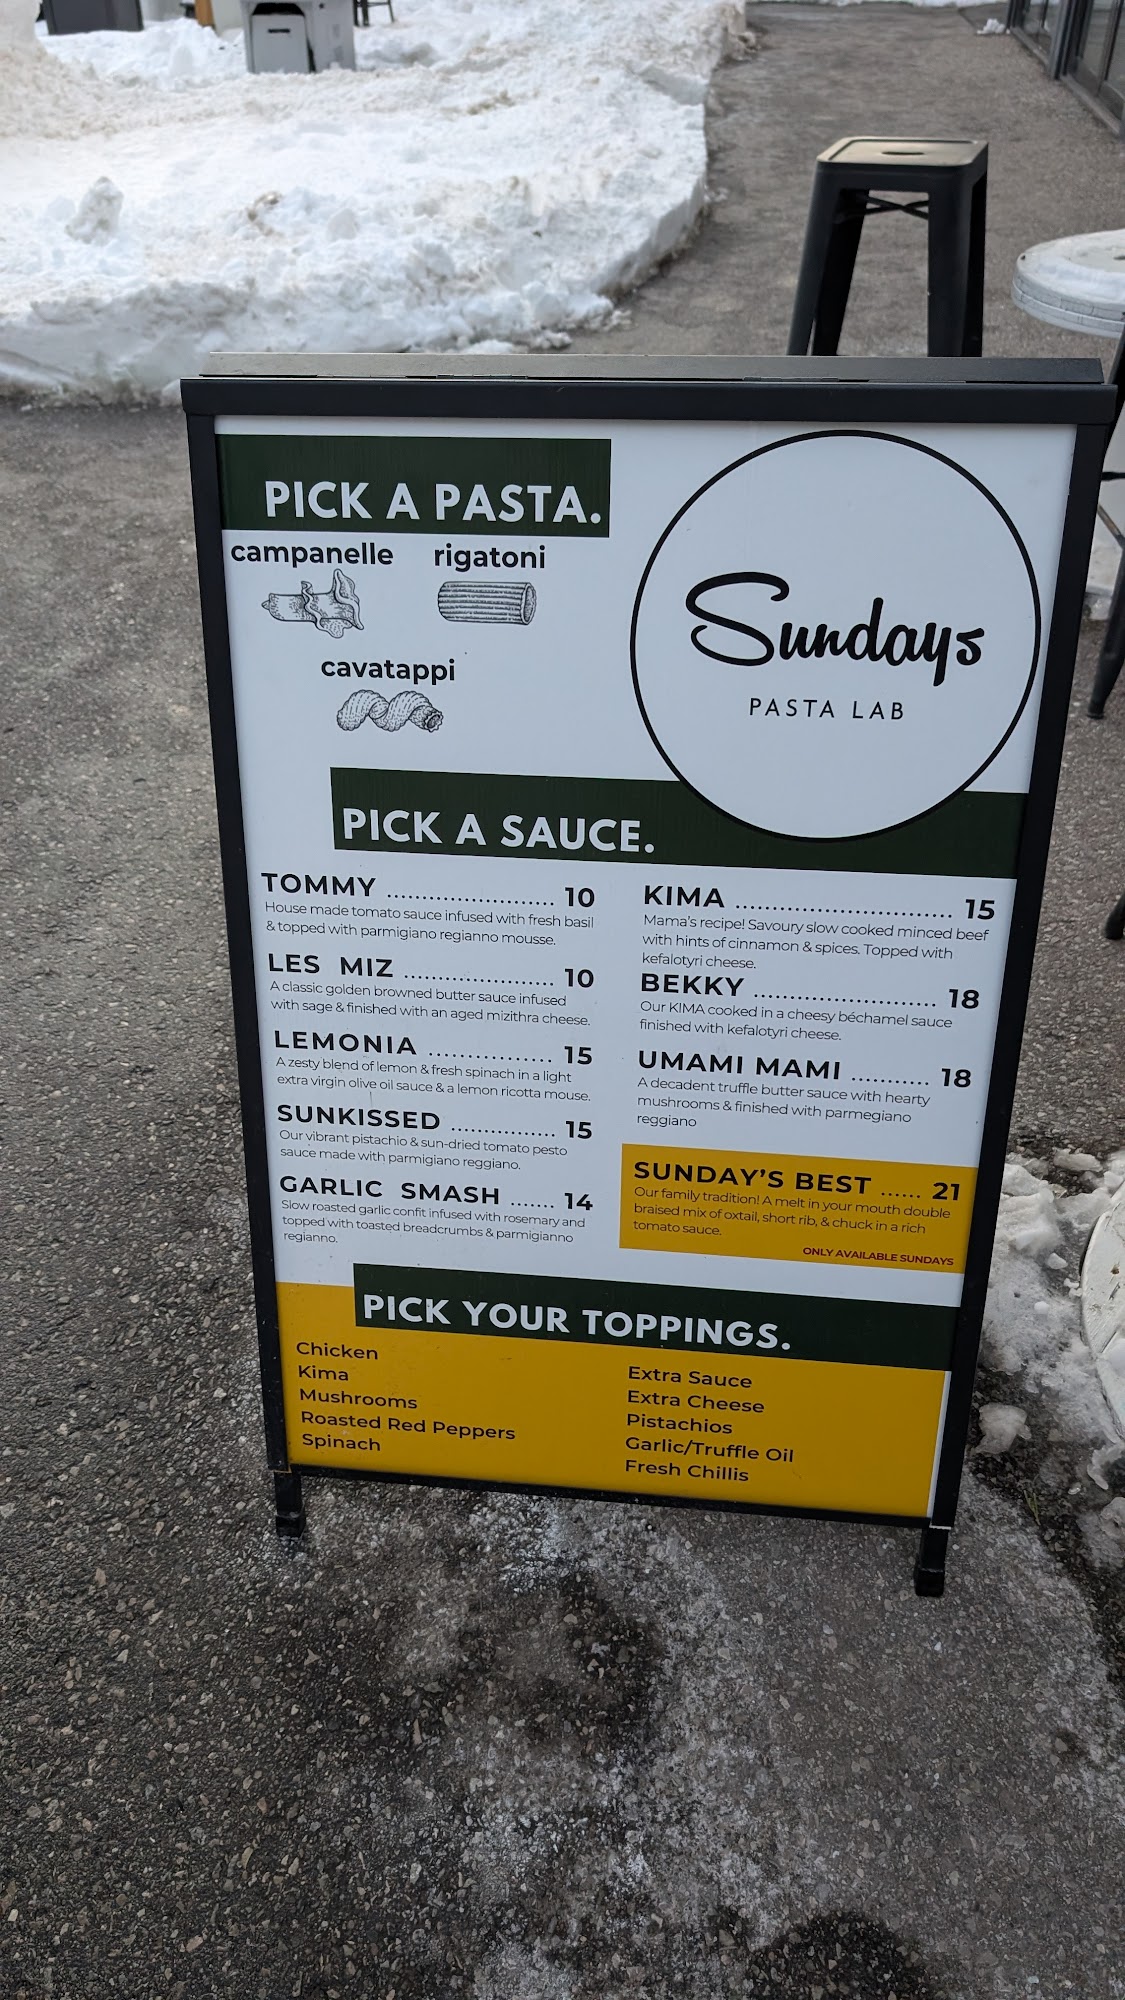 PICK A PASTA.
campanelle
rigatoni
cavatappi
Sundays
PASTA LAB
PICK A SAUCE.
TOMMY ........................ 10
House made tomato sauce infused with fresh basil
& topped with parmigiano regianno mousse.
LES MIZ ...................... 10
A classic golden browned butter sauce infused
with sage & finished with an aged mizithra cheese.
LEMONIA .................. 15
A zesty blend of lemon & fresh spinach in a light
extra virgin olive oil sauce & a lemon ricotta mouse.
SUNKISSED ............... 15
Our vibrant pistachio & sun-dried tomato pesto
sauce made with parmigiano reggiano.
GARLIC SMASH ...... 14
Slow roasted garlic confit infused with rosemary and
topped with toasted breadcrumbs & parmigianno
regianno.
KIMA ............................... 15
Mama's recipe! Savoury slow cooked minced beef
with hints of cinnamon & spices. Topped with
kefalotyri cheese.
BEKKY .......................... 18
Our KIMA cooked in a cheesy béchamel sauce
finished with kefalotyri cheese.
UMAMI MAMI ........... 18
A decadent truffle butter sauce with hearty
mushrooms & finished with parmegiano
reggiano
SUNDAY'S BEST ...... 21
Our family tradition! A melt in your mouth double
braised mix of oxtail, short rib, & chuck in a rich
tomato sauce.
ONLY AVAILABLE SUNDAYS
PICK YOUR TOPPINGS.
Chicken
Kima
Mushrooms
Roasted Red Peppers
Spinach
Extra Sauce
Extra Cheese
Pistachios
Garlic/Truffle Oil
Fresh Chillis